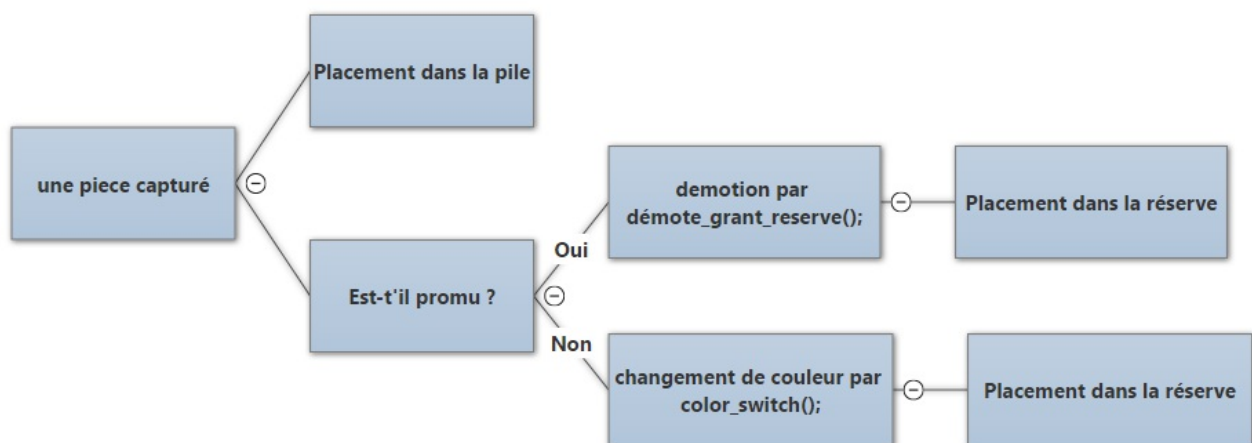 Placement dans la pile
une piece capturé
demotion par
démote_grant_reserve();
Placement dans la réserve
Oui
Est-t'il promu ?
Non
changement de couleur par
color_switch();
Placement dans la réserve